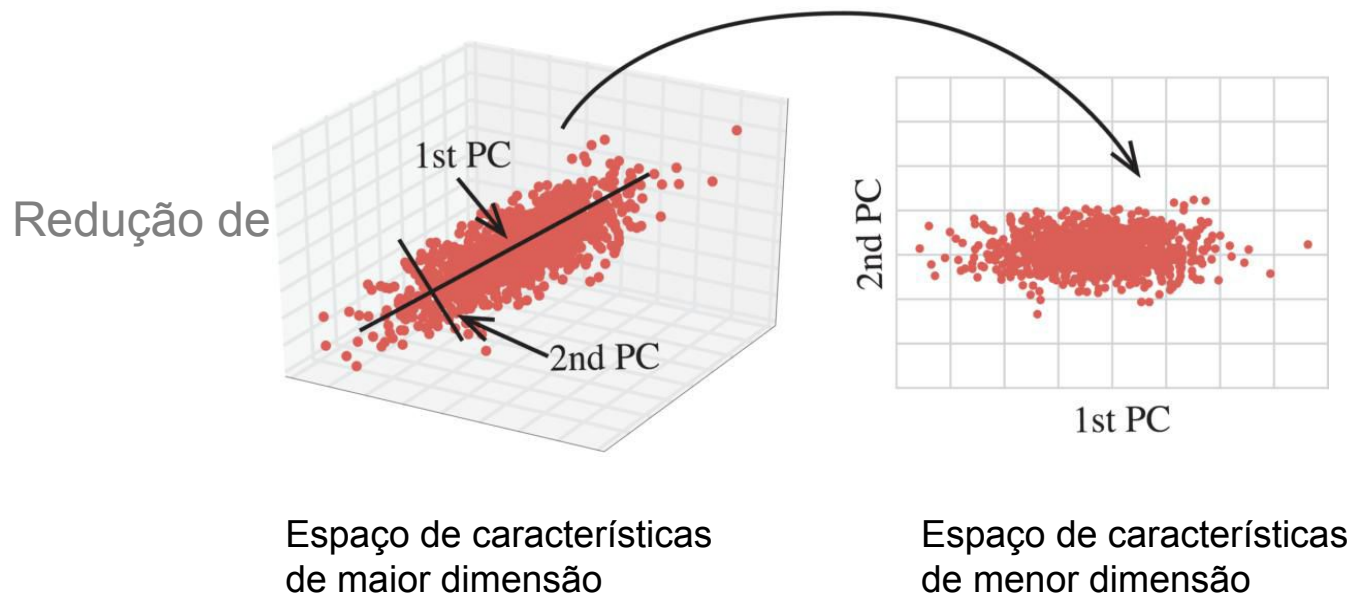 1st PC
Redução de
2nd PC
2nd PC
1st PC
Espaço de características
de maior dimensão
Espaço de características
de menor dimensão